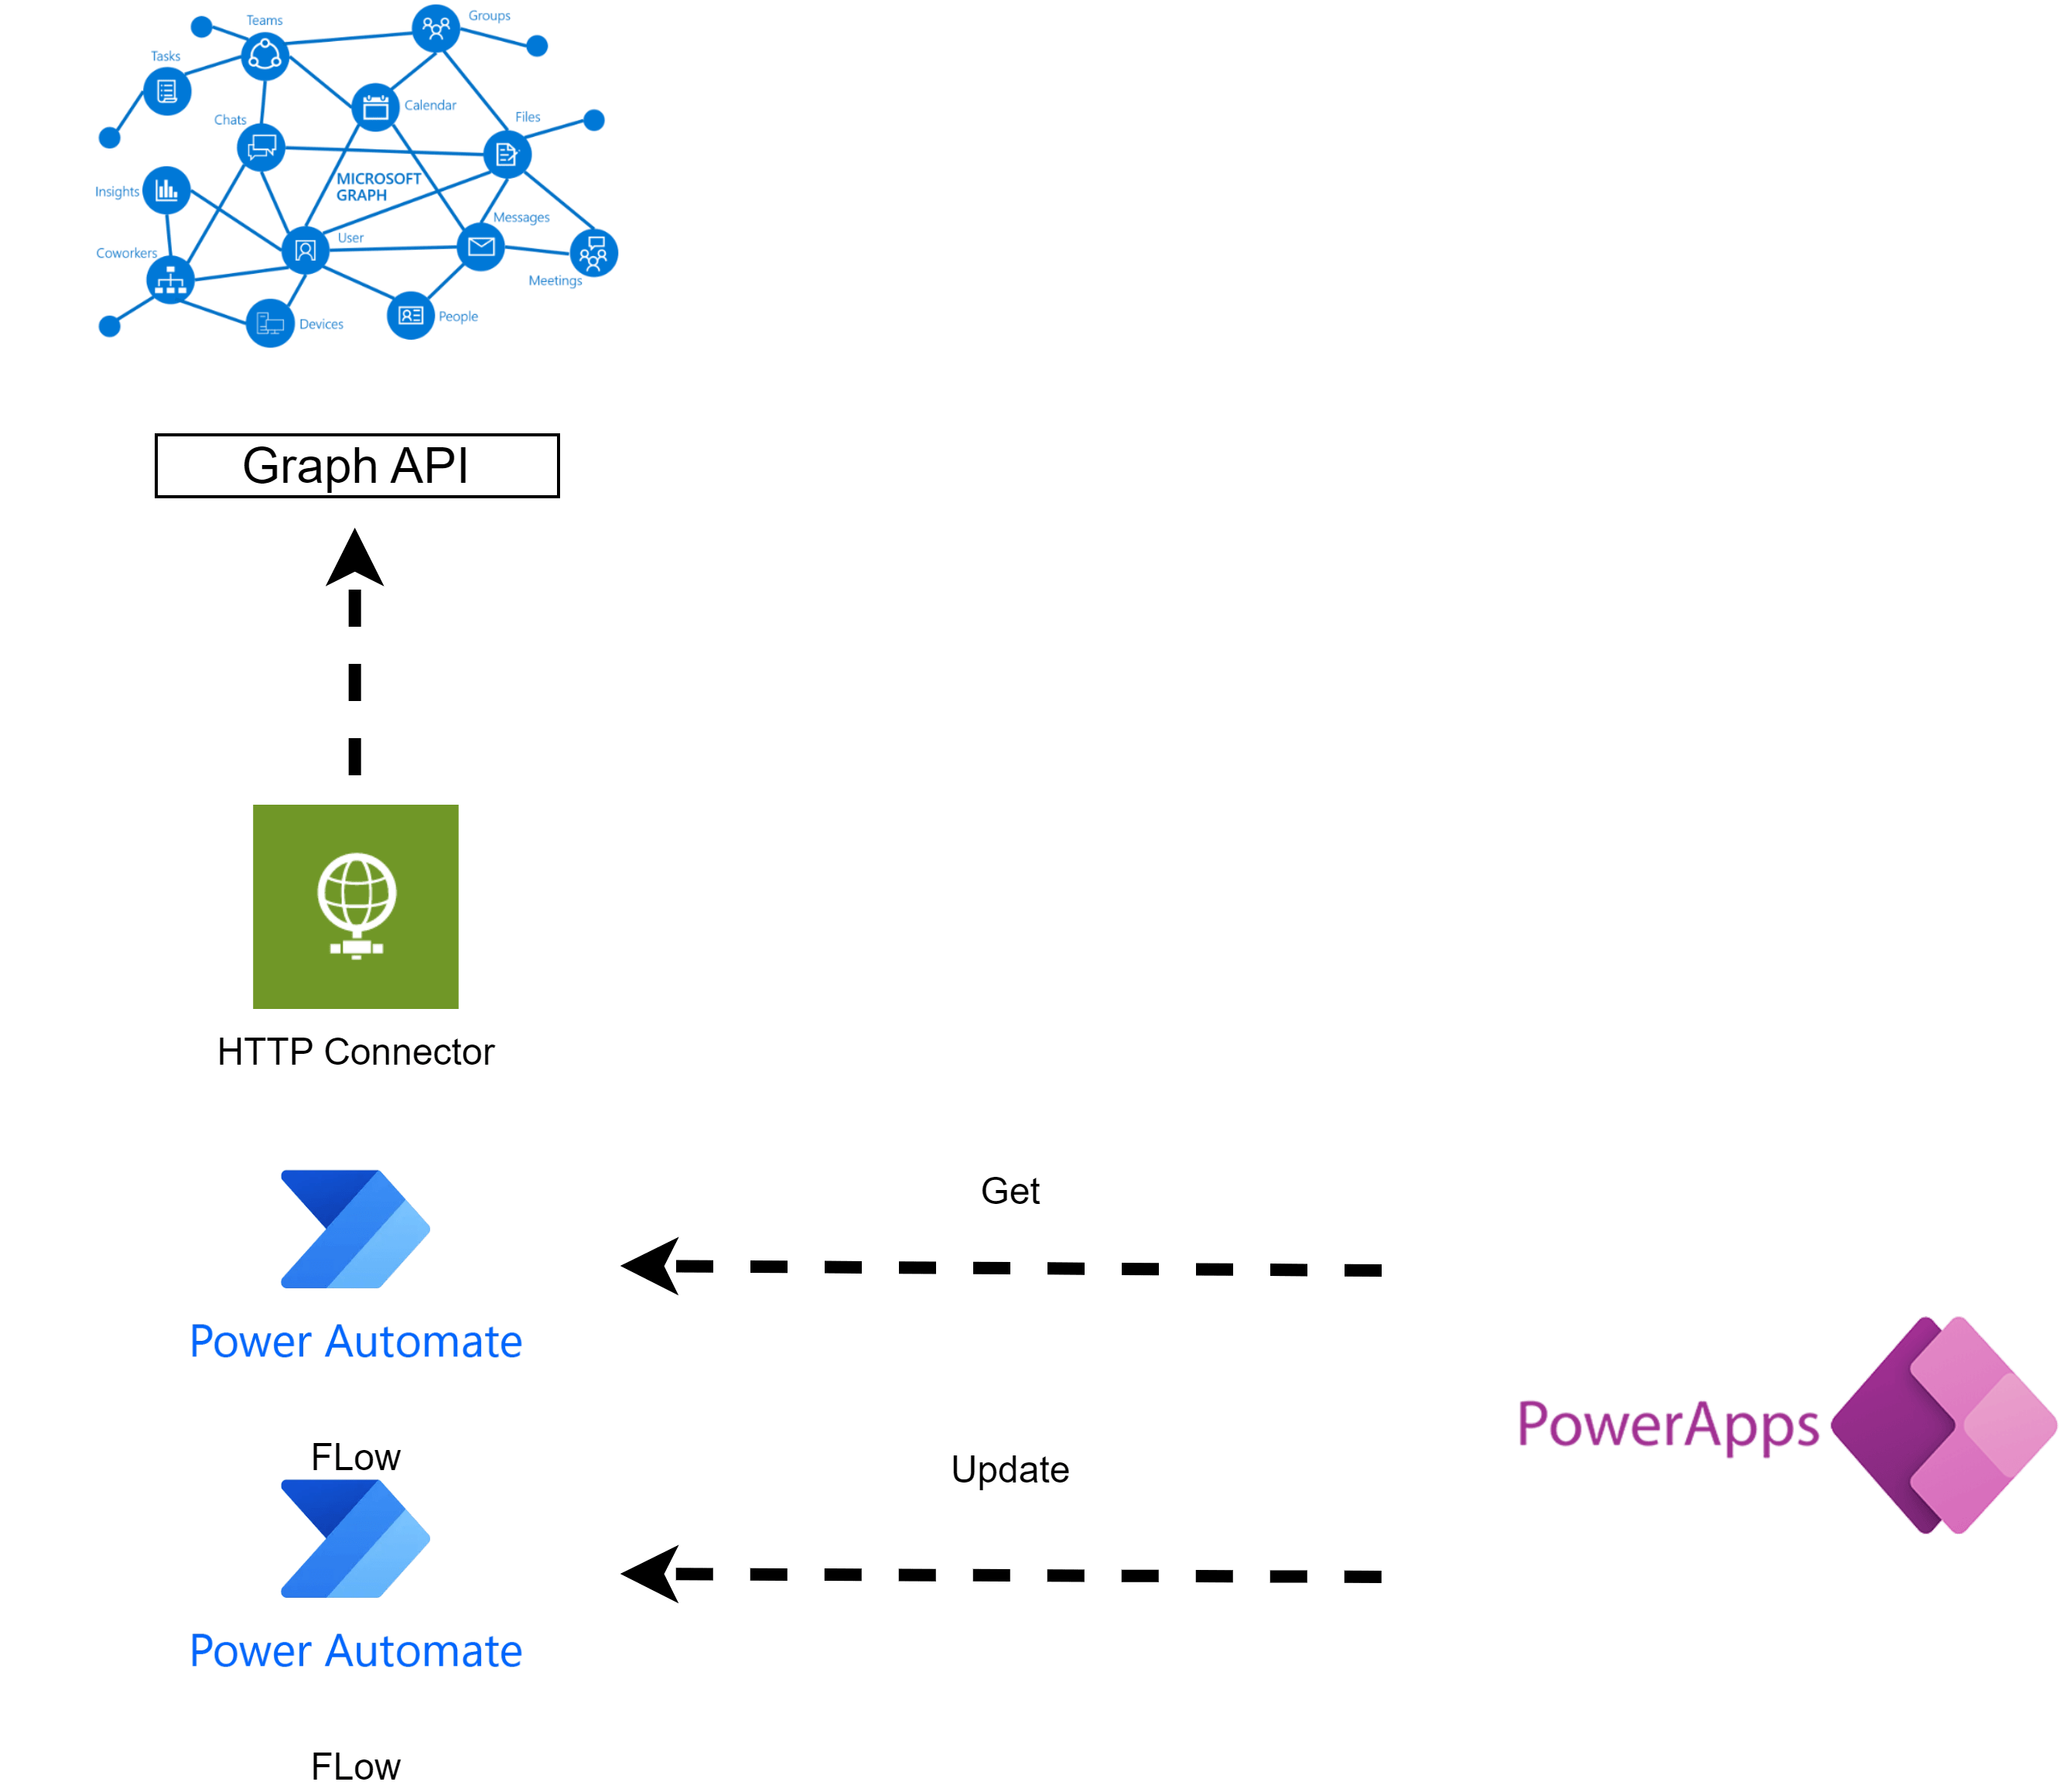 Teams
Groups
Tasks
Calendar
Chats
Files
MICROSOFT
GRAPH
Insights
Messages
User
Coworkers
Meetings
Devices
People
Graph API
HTTP Connector
Get
Power Automate
PowerApps
FLow
Update
Power Automate
FLow